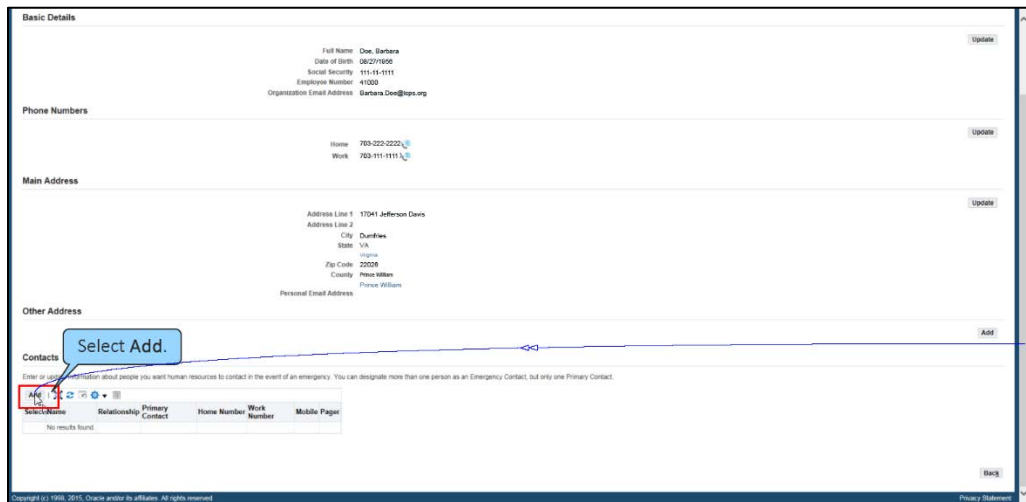 Basic Details
Update
Full Name Doe, Barbara
Date of Birth 08/27/1956
Social Security 111-11-1111
Employee Number 41000
Organization Email Address
Phone Numbers
Update
Home 703-222-2222
Work 703-111-1111
Main Address
Update
Address Line 1 17041 Jefferson Davis
Address Line 2
City Dumfries
State VA
Virginia
Zip Code 22026
County Prince William
Prince William
Personal Email Address
Other Address
Add
Select Add.
Contacts
Enter or update information about people you want human resources to contact in the event of an emergency. You can designate more than one person as an Emergency Contact, but only one Primary Contact.
Add
Select Name Relationship Primary Contact Home Number Work Number Mobile Pager
No results found.
Back
Copyright (c) 1998, 2015, Oracle and/or its affiliates. All rights reserved. Privacy Statement